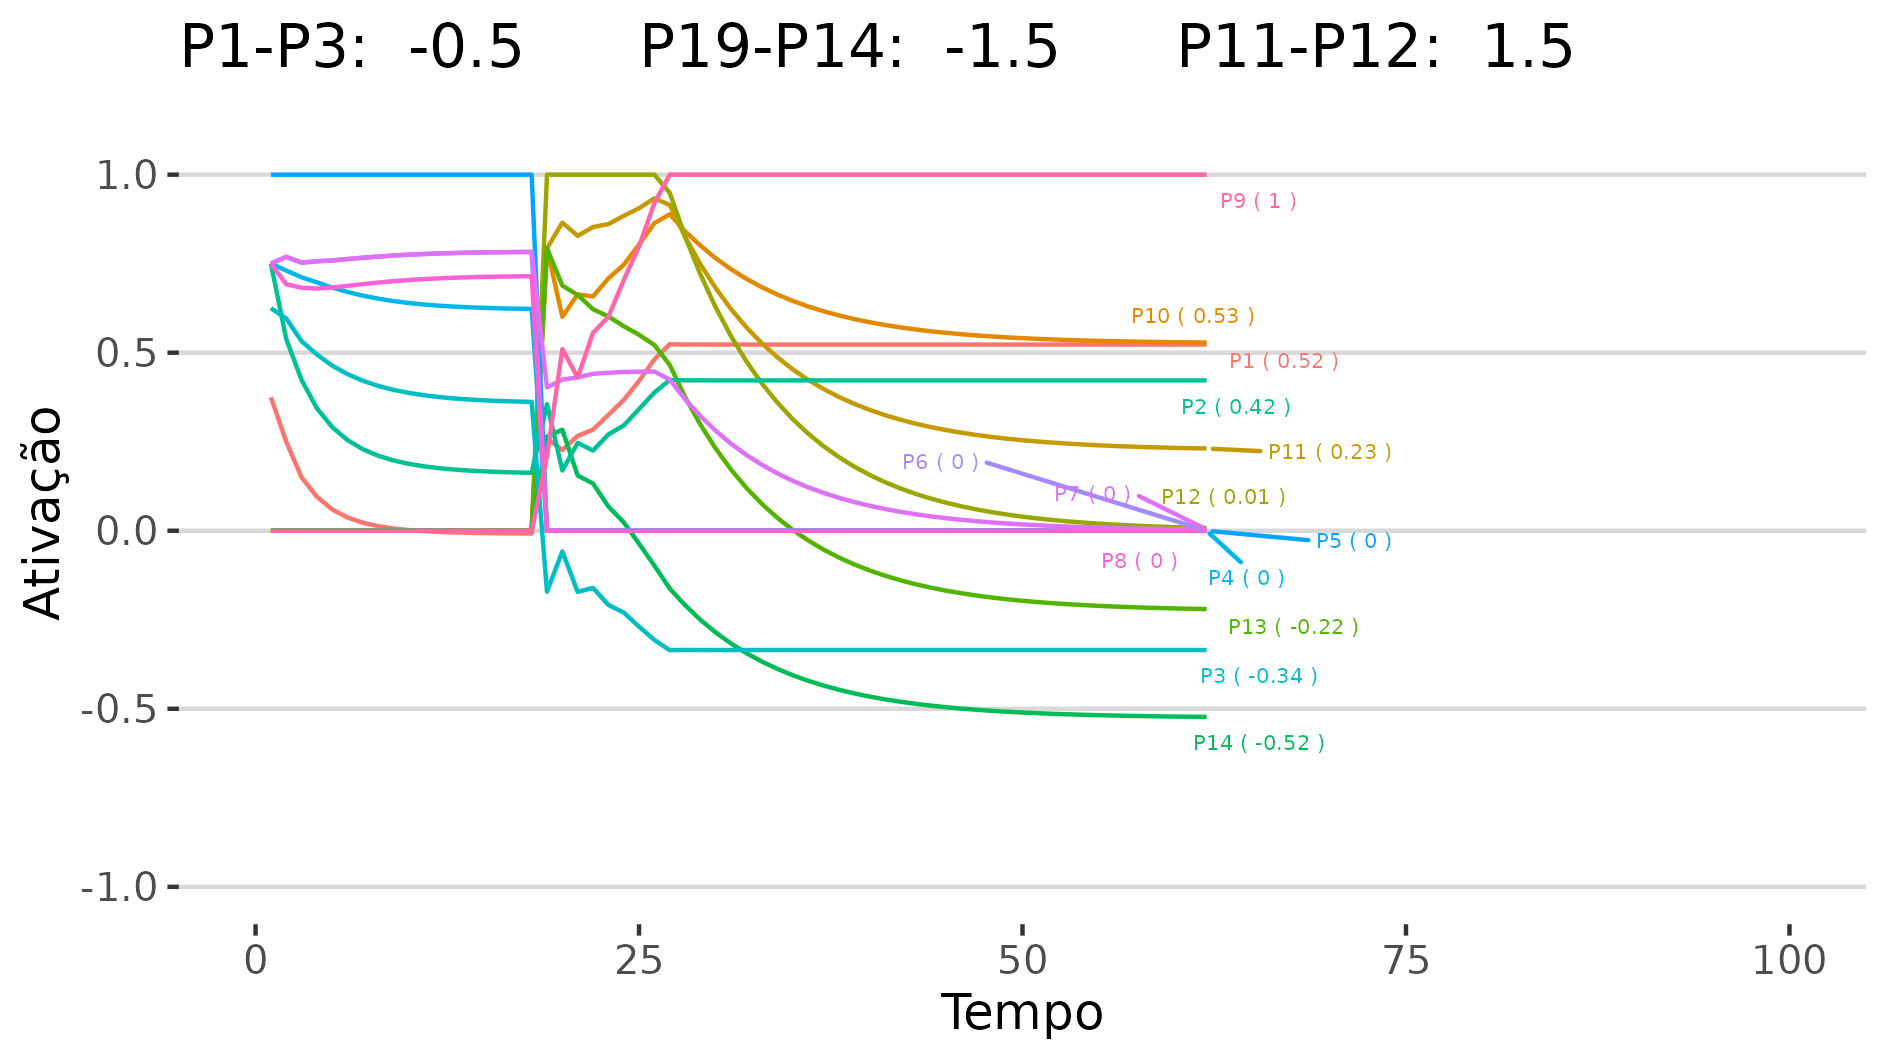 P1-P3:  -0.5      P19-P14:  -1.5      P11-P12:  1.5
Ativação
1.0
0.5
0.0
-0.5
-1.0
P9 ( 1 )
P10 ( 0.53 )
P1 ( 0.52 )
P2 ( 0.42 )
P11 ( 0.23 )
P6 ( 0 )
P7 ( 0 )
P12 ( 0.01 )
P5 ( 0 )
P8 ( 0 )
P4 ( 0 )
P13 ( -0.22 )
P3 ( -0.34 )
P14 ( -0.52 )
0 25 50 75 100
Tempo